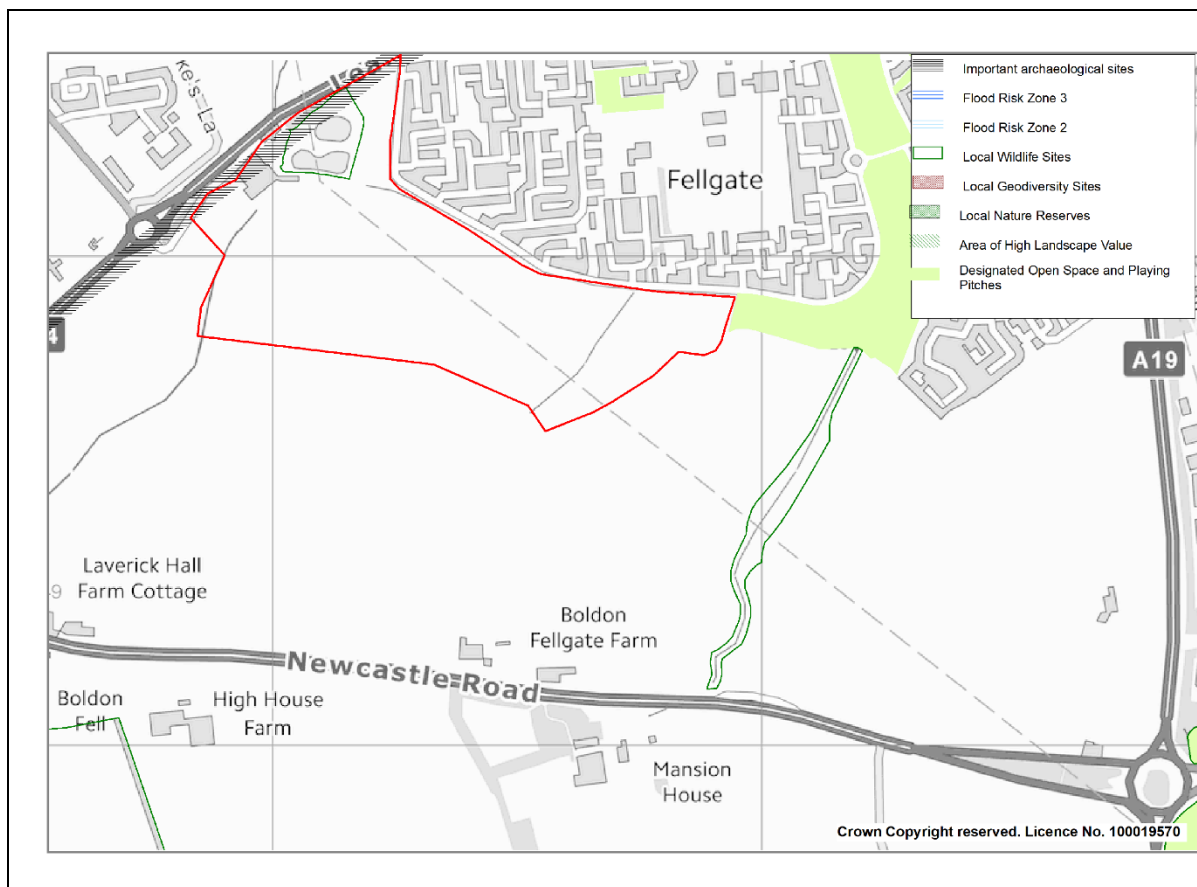 Important archaeological sites
Flood Risk Zone 3
Flood Risk Zone 2
Local Wildlife Sites
Local Geodiversity Sites
Local Nature Reserves
Area of High Landscape Value
Designated Open Space and Playing
Pitches
Fellgate
A19
4
Laverick Hall
Farm Cottage
Boldon
Fellgate Farm
Newcastle Road
Boldon
Fell
High House
Farm
Mansion
House
Crown Copyright reserved. Licence No. 100019570